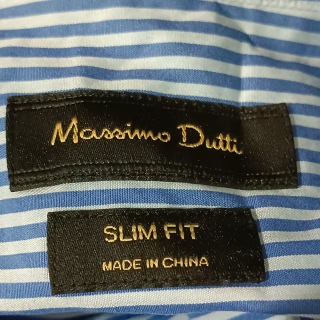 Massimo Dutti
SLIM FIT
MADE IN CHINA